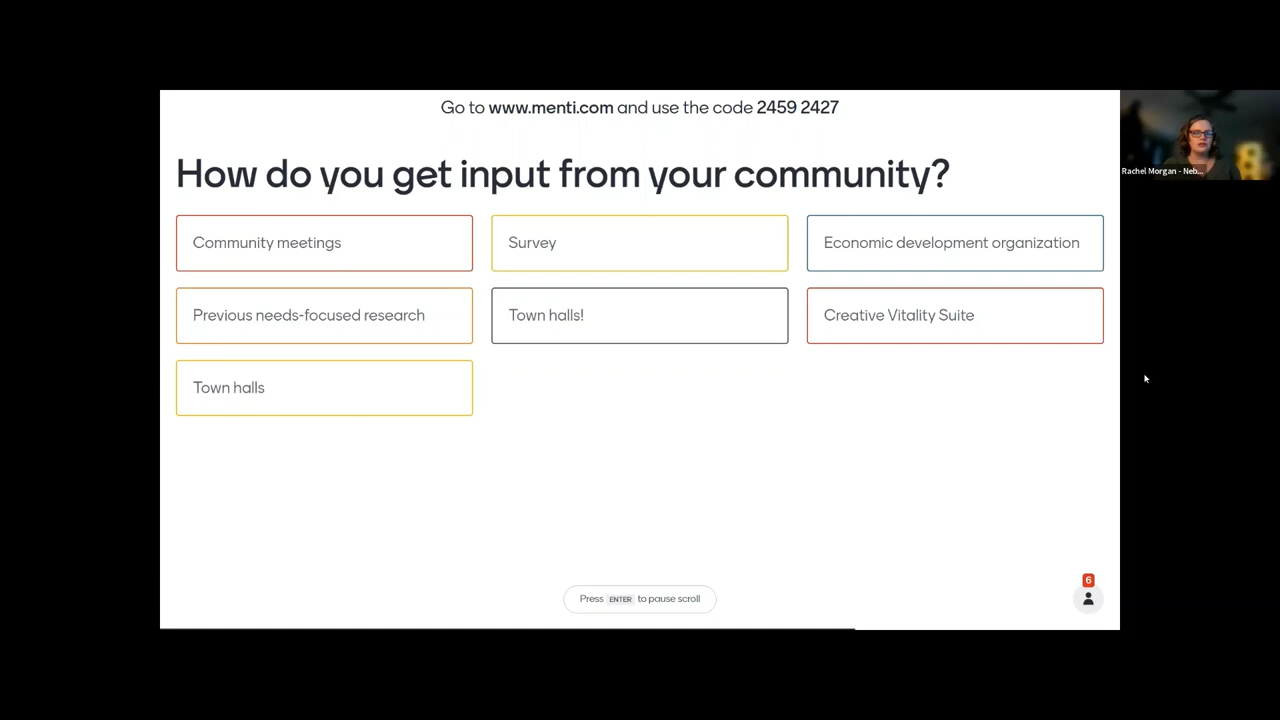 Go to www.menti.com and use the code 2459 2427
How do you get input from your community?
Community meetings
Survey
Economic development organization
Previous needs-focused research
Town halls!
Creative Vitality Suite
Town halls
Press ENTER to pause scroll
6
Rachel Morgan - Neb...